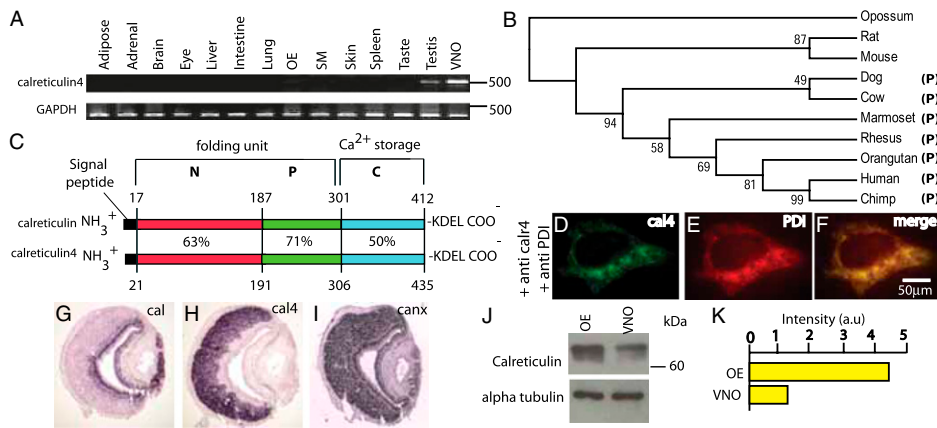 A
Adipose
Adrenal
Brain
Eye
Liver
Intestine
Lung
OE
SM
Skin
Spleen
Taste
Testis
VNO
calreticulin4
500
GAPDH
500
B
Opossum
Rat
87
Mouse
Dog (P)
49
Cow (P)
94
Marmoset (P)
58
Rhesus (P)
69
Orangutan (P)
81
Human (P)
99
Chimp (P)
C
folding unit
Ca2+ storage
Signal peptide
N P C
17 187 301 412
calreticulin NH3+ -KDEL COO-
63% 71% 50%
calreticulin4 NH3+ -KDEL COO-
21 191 306 435
+ anti calr4
+ anti PDI
D cal4
E PDI
F merge
50μm
G cal
H cal4
I canx
J
OE VNO kDa
Calreticulin
60
alpha tubulin
K
Intensity (a.u)
0 1 2 3 4 5
OE
VNO